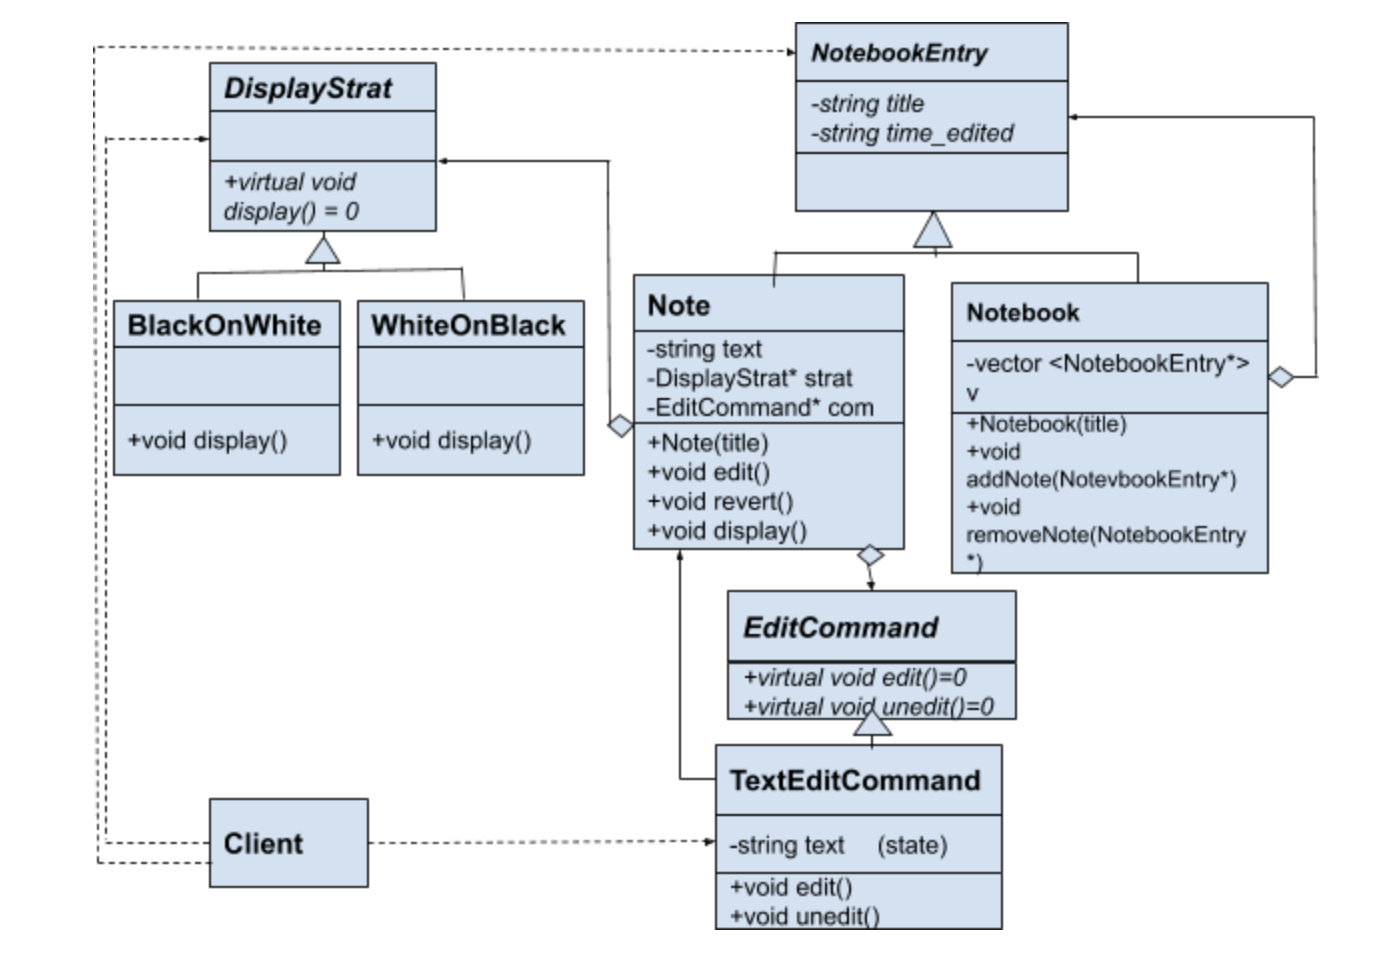 NotebookEntry
-string title
-string time_edited
DisplayStrat
+virtual void
display() = 0
BlackOnWhite
+void display()
WhiteOnBlack
+void display()
Note
-string text
-DisplayStrat* strat
-EditCommand* com
+Note(title)
+void edit()
+void revert()
+void display()
Notebook
-vector <NotebookEntry*>
v
+Notebook(title)
+void
addNote(NotevbookEntry*)
+void
removeNote(NotebookEntry
*)
EditCommand
+virtual void edit()=0
+virtual void unedit()=0
TextEditCommand
-string text (state)
+void edit()
+void unedit()
Client